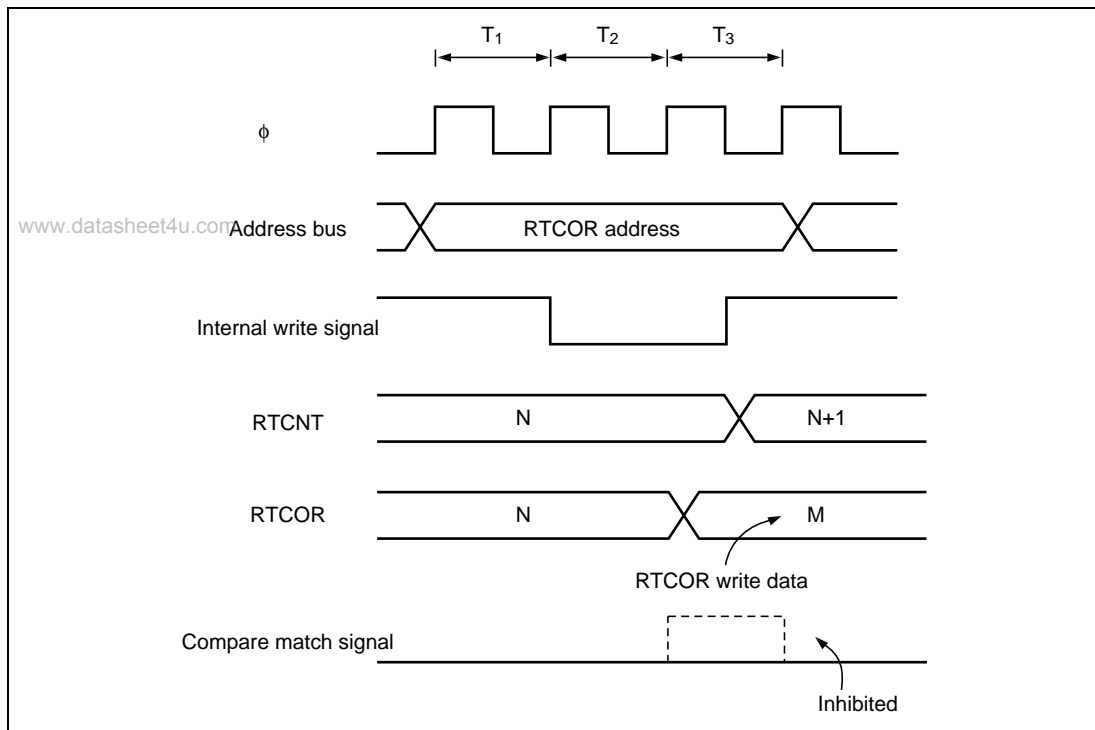 T1 T2 T3
φ
www.datasheet4u.com
Address bus RTCOR address
Internal write signal
RTCNT N N+1
RTCOR N M
RTCOR write data
Compare match signal
Inhibited